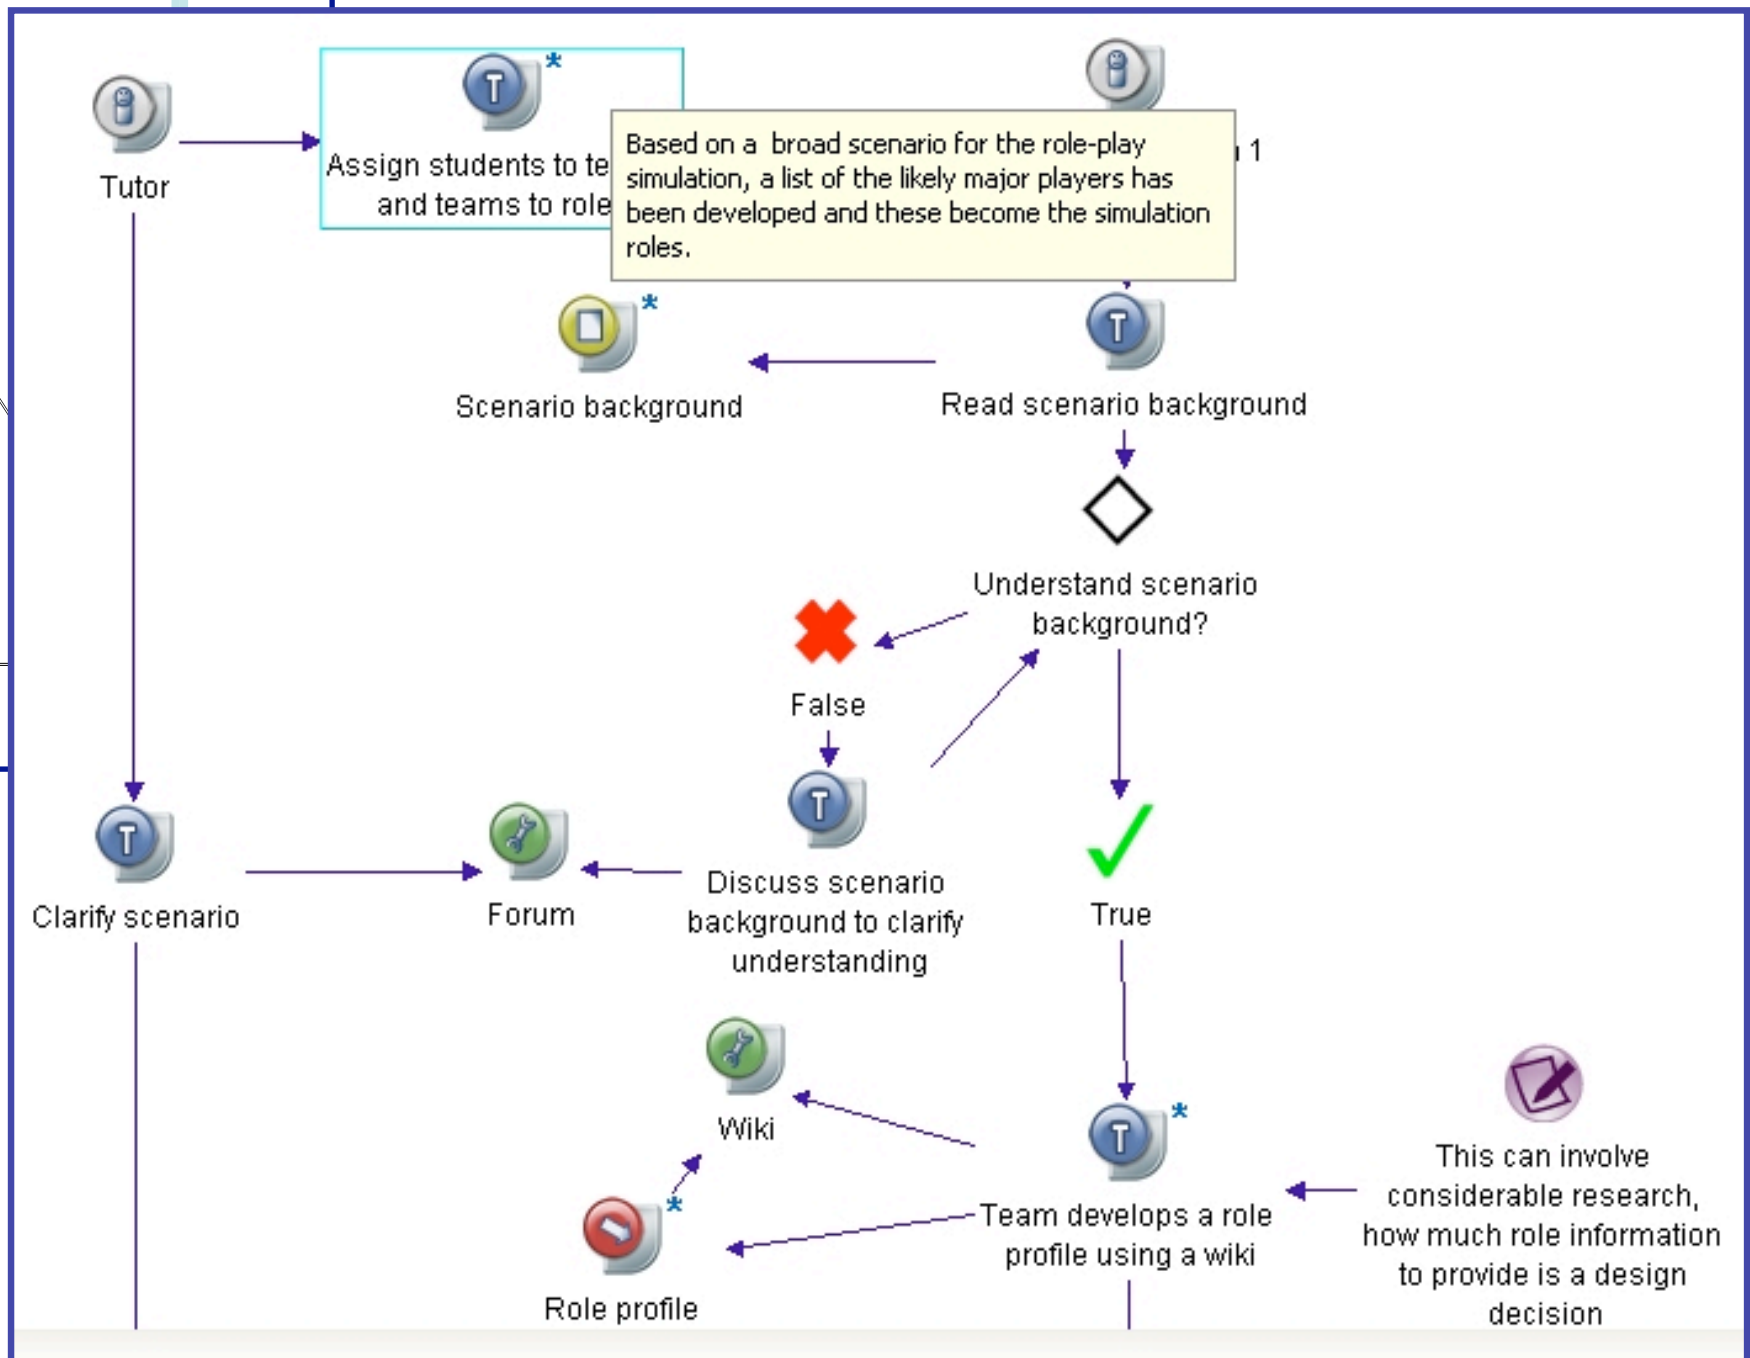 Tutor
Assign students to te
and teams to role
Based on a broad scenario for the role-play
simulation, a list of the likely major players has
been developed and these become the simulation
roles.
1
Scenario background
Read scenario background
Understand scenario
background?
False
Clarify scenario
Forum
Discuss scenario
background to clarify
understanding
True
Wiki
Team develops a role
profile using a wiki
Role profile
This can involve
considerable research,
how much role information
to provide is a design
decision